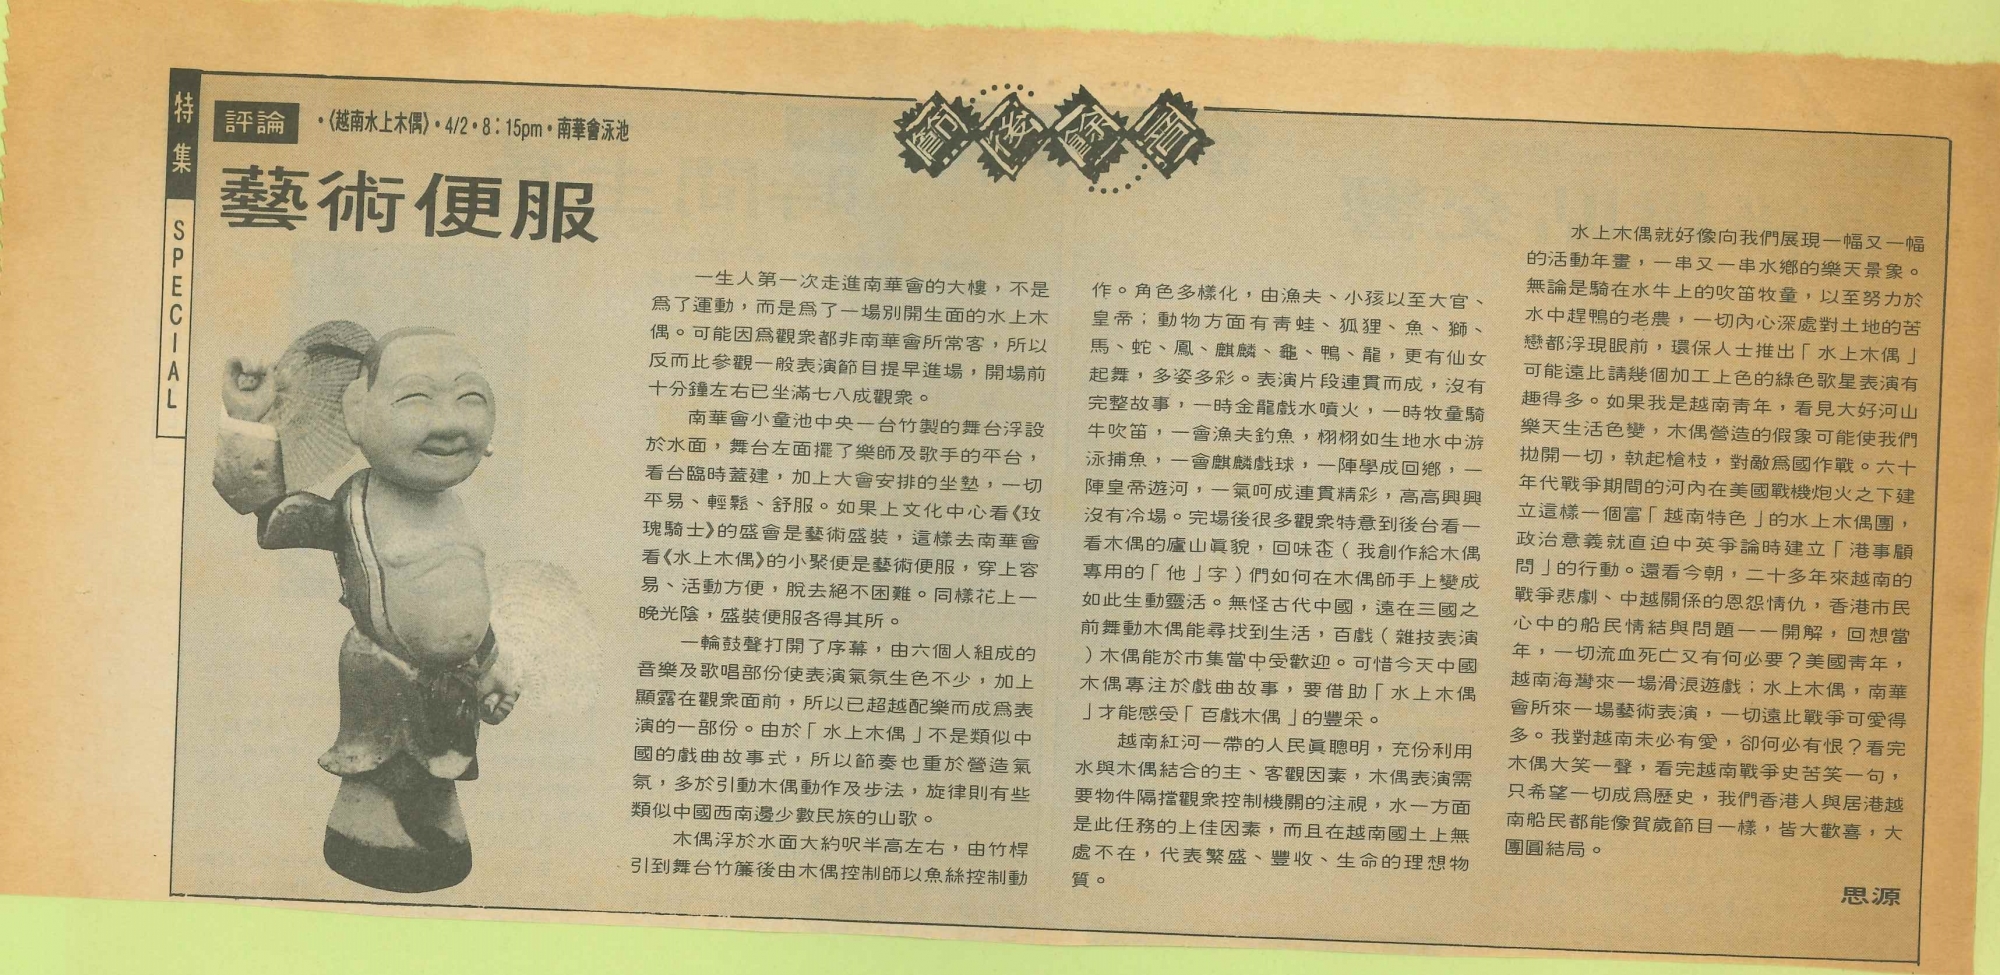 特集
SPECIAL
評論
•《越南水上木偶》• 4/2 • 8：15pm • 南華會泳池
節後餘音
藝術便服
一生人第一次走進南華會的大樓，不是
爲了運動，而是爲了一場別開生面的水上木
偶。可能因爲觀衆都非南華會所常客，所以
反而比參觀一般表演節目提早進場，開場前
十分鐘左右已坐滿七八成觀衆。
南華會小童池中央一台竹製的舞台浮設
於水面，舞台左面擺了樂師及歌手的平台，
看台臨時蓋建，加上大會安排的坐墊，一切
平易、輕鬆、舒服。如果上文化中心看《玫
瑰騎士》的盛會是藝術盛裝，這樣去南華會
看《水上木偶》的小聚便是藝術便服，穿上容
易、活動方便，脫去絕不困難。同樣花上一
晚光陰，盛裝便服各得其所。
一輪鼓聲打開了序幕，由六個人組成的
音樂及歌唱部份使表演氣氛生色不少，加上
顯露在觀衆面前，所以已超越配樂而成爲表
演的一部份。由於「水上木偶」不是類似中
國的戲曲故事式，所以節奏也重於營造氣
氛，多於引動木偶動作及步法，旋律則有些
類似中國西南邊少數民族的山歌。
木偶浮於水面大約呎半高左右，由竹桿
引到舞台竹簾後由木偶控制師以魚絲控制動
作。角色多樣化，由漁夫、小孩以至大官、
皇帝；動物方面有靑蛙、狐狸、魚、獅、
馬、蛇、鳳、麒麟、龜、鴨、龍，更有仙女
起舞，多姿多彩。表演片段連貫而成，沒有
完整故事，一時金龍戲水噴火，一時牧童騎
牛吹笛，一會漁夫釣魚，栩栩如生地水中游
泳捕魚，一會麒麟戲球，一陣學成回鄉，一
陣皇帝遊河，一氣呵成連貫精彩，高高興興
沒有冷場。完場後很多觀衆特意到後台看一
看木偶的廬山眞貌，回味（我創作給木偶
專用的「他」字）們如何在木偶師手上變成
如此生動靈活。無怪古代中國，遠在三國之
前舞動木偶能尋找到生活，百戲（雜技表演
）木偶能於市集當中受歡迎。可惜今天中國
木偶專注於戲曲故事，要借助「水上木偶
」才能感受「百戲木偶」的豐采。
越南紅河一帶的人民眞聰明，充份利用
水與木偶結合的主、客觀因素，木偶表演需
要物件隔擋觀衆控制機關的注視，水一方面
是此任務的上佳因素，而且在越南國土上無
處不在，代表繁盛、豐收、生命的理想物
質。
水上木偶就好像向我們展現一幅又一幅
的活動年畫，一串又一串水鄉的樂天景象。
無論是騎在水牛上的吹笛牧童，以至努力於
水中趕鴨的老農，一切內心深處對土地的苦
戀都浮現眼前，環保人士推出「水上木偶」
可能遠比請幾個加工上色的綠色歌星表演有
趣得多。如果我是越南靑年，看見大好河山
樂天生活色變，木偶營造的假象可能使我們
拋開一切，執起槍枝，對敵爲國作戰。六十
年代戰爭期間的河內在美國戰機炮火之下建
立這樣一個富「越南特色」的水上木偶團，
政治意義就直迫中英爭論時建立「港事顧
問」的行動。還看今朝，二十多年來越南的
戰爭悲劇、中越關係的恩怨情仇，香港市民
心中的船民情結與問題一一開解，回想當
年，一切流血死亡又有何必要？美國靑年，
越南海灣來一場滑浪遊戲；水上木偶，南華
會所來一場藝術表演，一切遠比戰爭可愛得
多。我對越南未必有愛，卻何必有恨？看完
木偶大笑一聲，看完越南戰爭史苦笑一句，
只希望一切成爲歷史，我們香港人與居港越
南船民都能像賀歲節目一樣，皆大歡喜，大
團圓結局。
思源